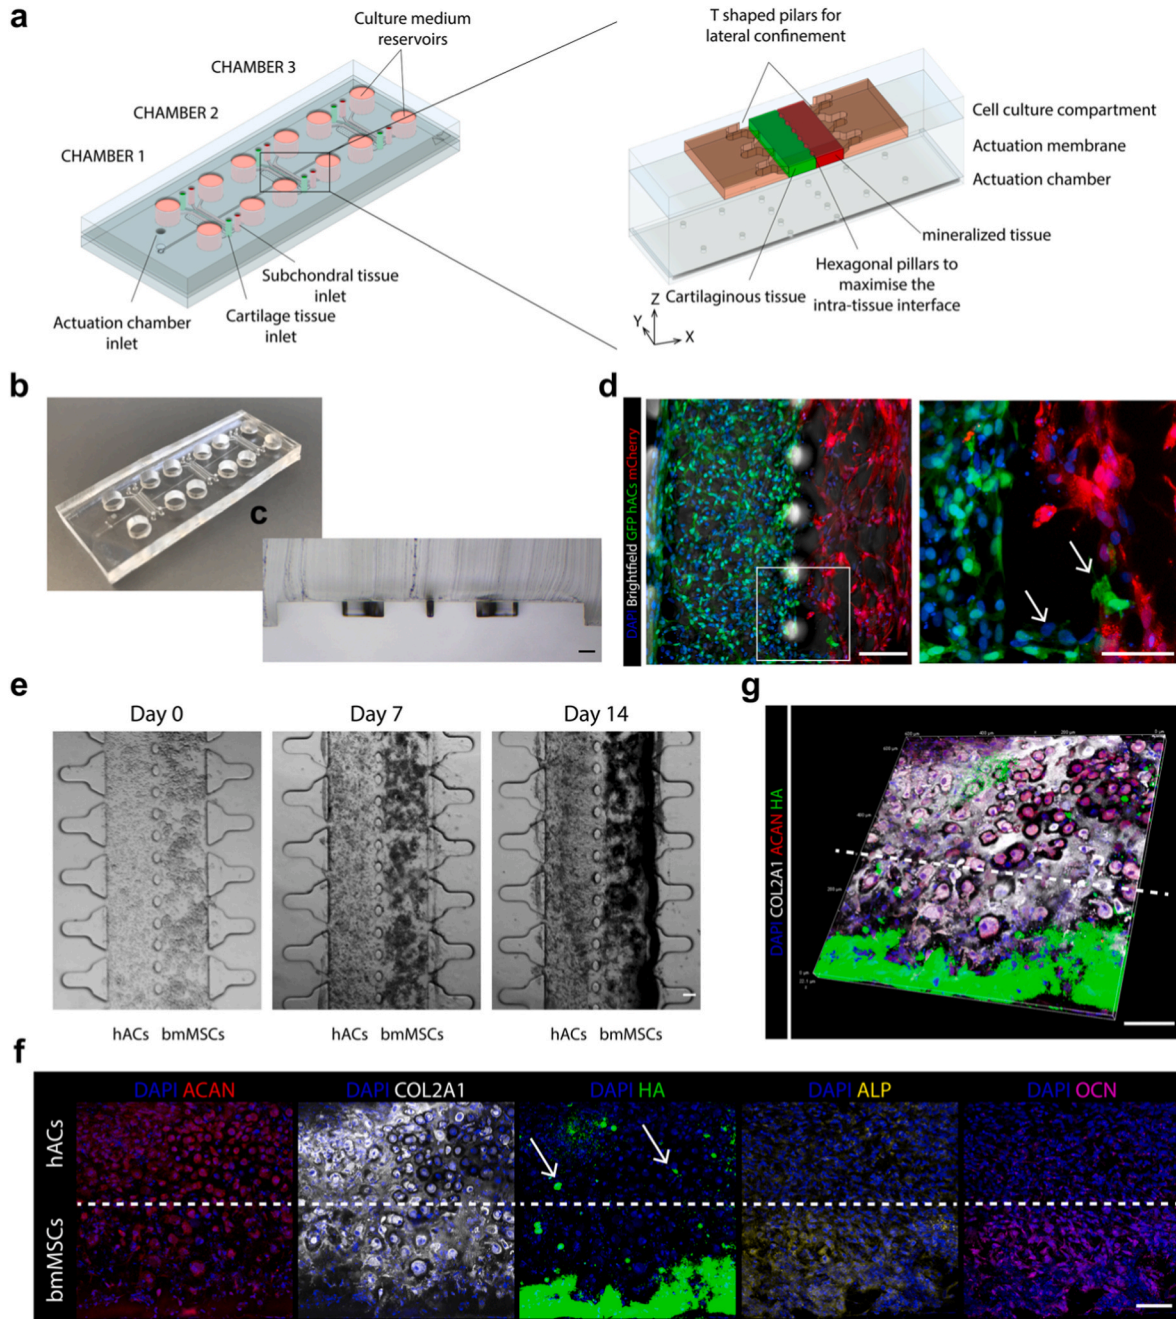 a
Culture medium
reservoirs
CHAMBER 3
CHAMBER 2
CHAMBER 1
Subchondral tissue
inlet
Cartilage tissue
inlet
Actuation chamber
inlet
T shaped pilars for
lateral confinement
Cell culture compartment
Actuation membrane
Actuation chamber
mineralized tissue
Hexagonal pillars to
maximise the
intra-tissue interface
Cartilaginous tissue
Z
Y
X
b
c
d
DAPI Brightfield GFP hACs mCherry
e
Day 0
Day 7
Day 14
hACs bmMSCs
hACs bmMSCs
hACs bmMSCs
g
DAPI COL2A1 ACAN HA
f
DAPI ACAN
DAPI COL2A1
DAPI HA
DAPI ALP
DAPI OCN
hACs
bmMSCs